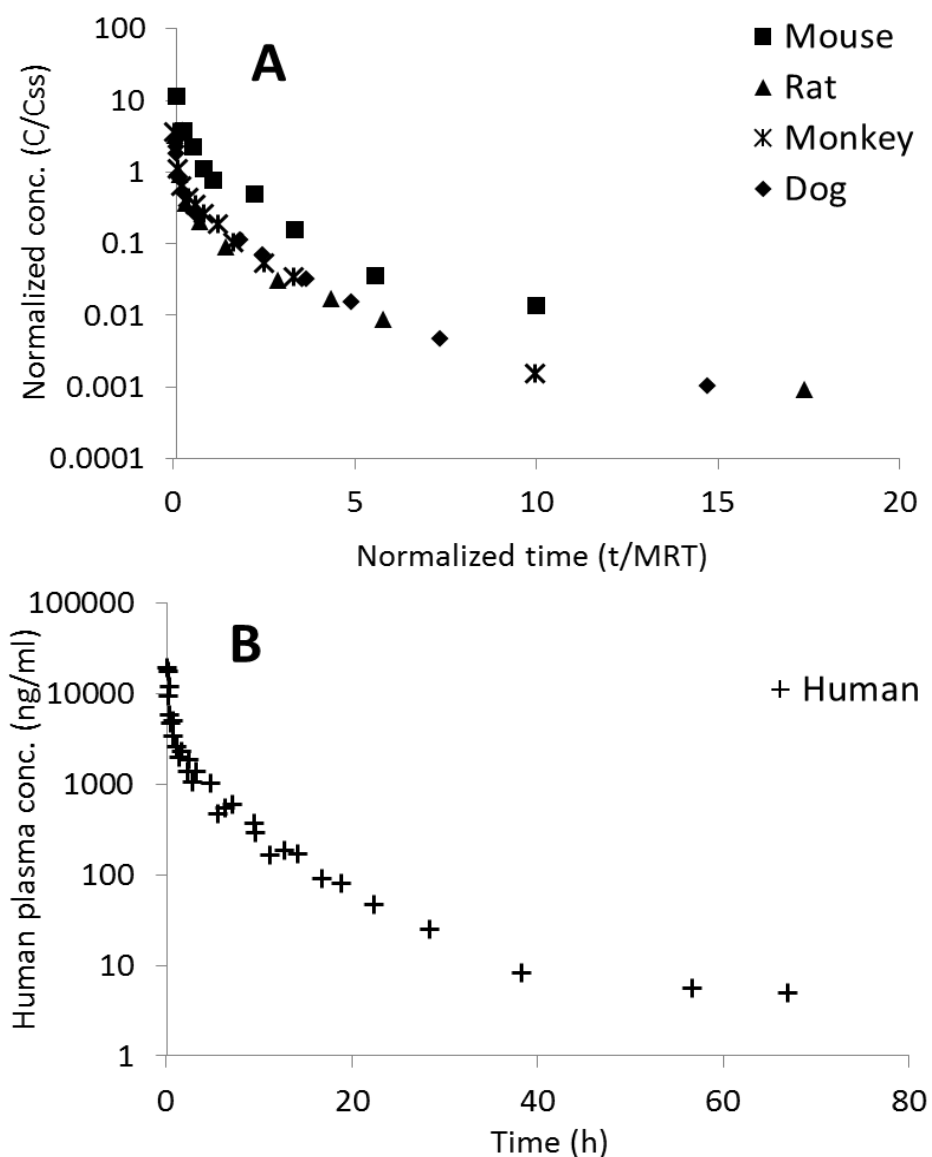 A
Normalized conc. (C/Css)
100
10
1
0.1
0.01
0.001
0.0001
0
5
10
15
20
Normalized time (t/MRT)
Mouse
Rat
Monkey
Dog
B
Human plasma conc. (ng/ml)
100000
10000
1000
100
10
1
0
20
40
60
80
Time (h)
Human